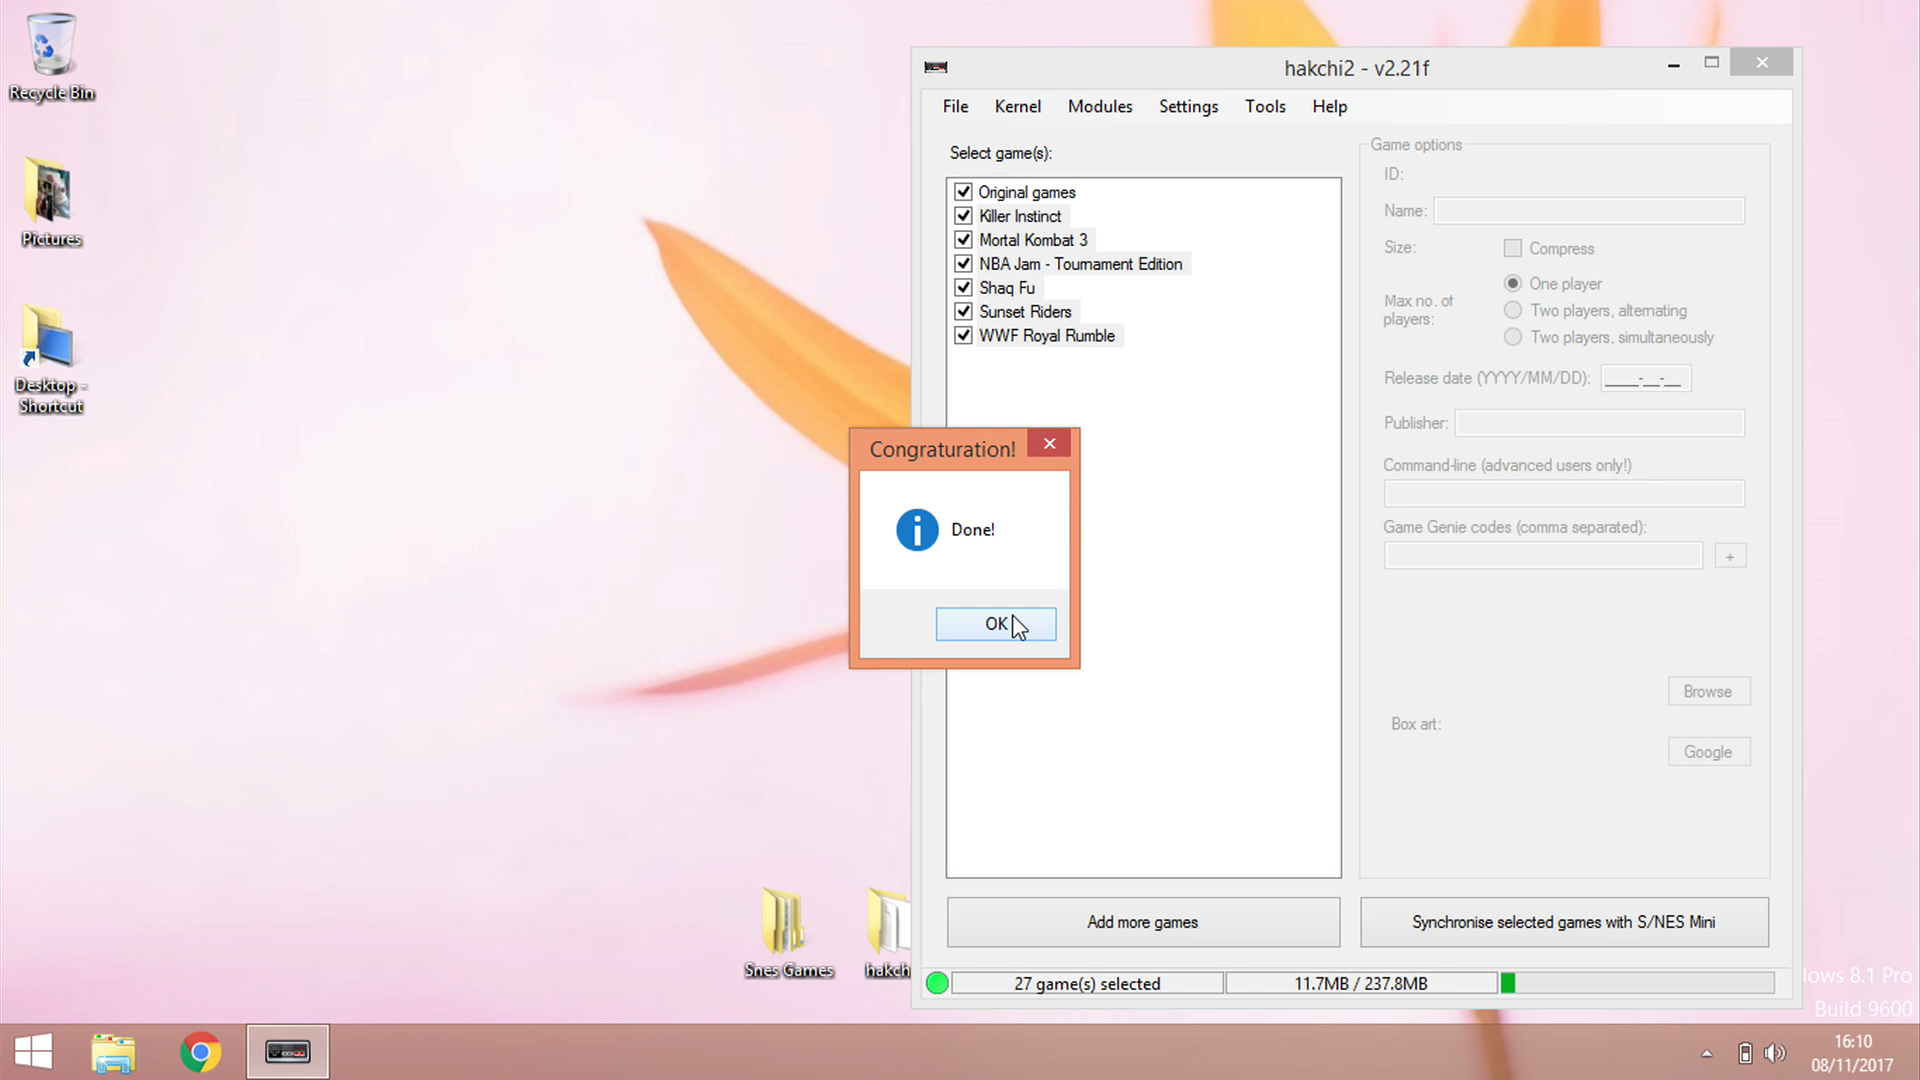 Recycle Bin
Pictures
Desktop -
Shortcut
hakchi2 - v2.21f
File Kernel Modules Settings Tools Help
Select game(s):
Original games
Killer Instinct
Mortal Kombat 3
NBA Jam - Tournament Edition
Shaq Fu
Sunset Riders
WWF Royal Rumble
Game options
ID:
Name:
Size:
Compress
Max no. of
players:
One player
Two players, alternating
Two players, simultaneously
Release date (YYYY/MM/DD):
____-__-__
Publisher:
Command-line (advanced users only!)
Game Genie codes (comma separated):
+
Browse
Box art:
Google
Congraturation!
Done!
OK
Add more games
Synchronise selected games with S/NES Mini
27 game(s) selected
11.7MB / 237.8MB
Snes Games
hakch
lows 8.1 Pro
Build 9600
16:10
08/11/2017